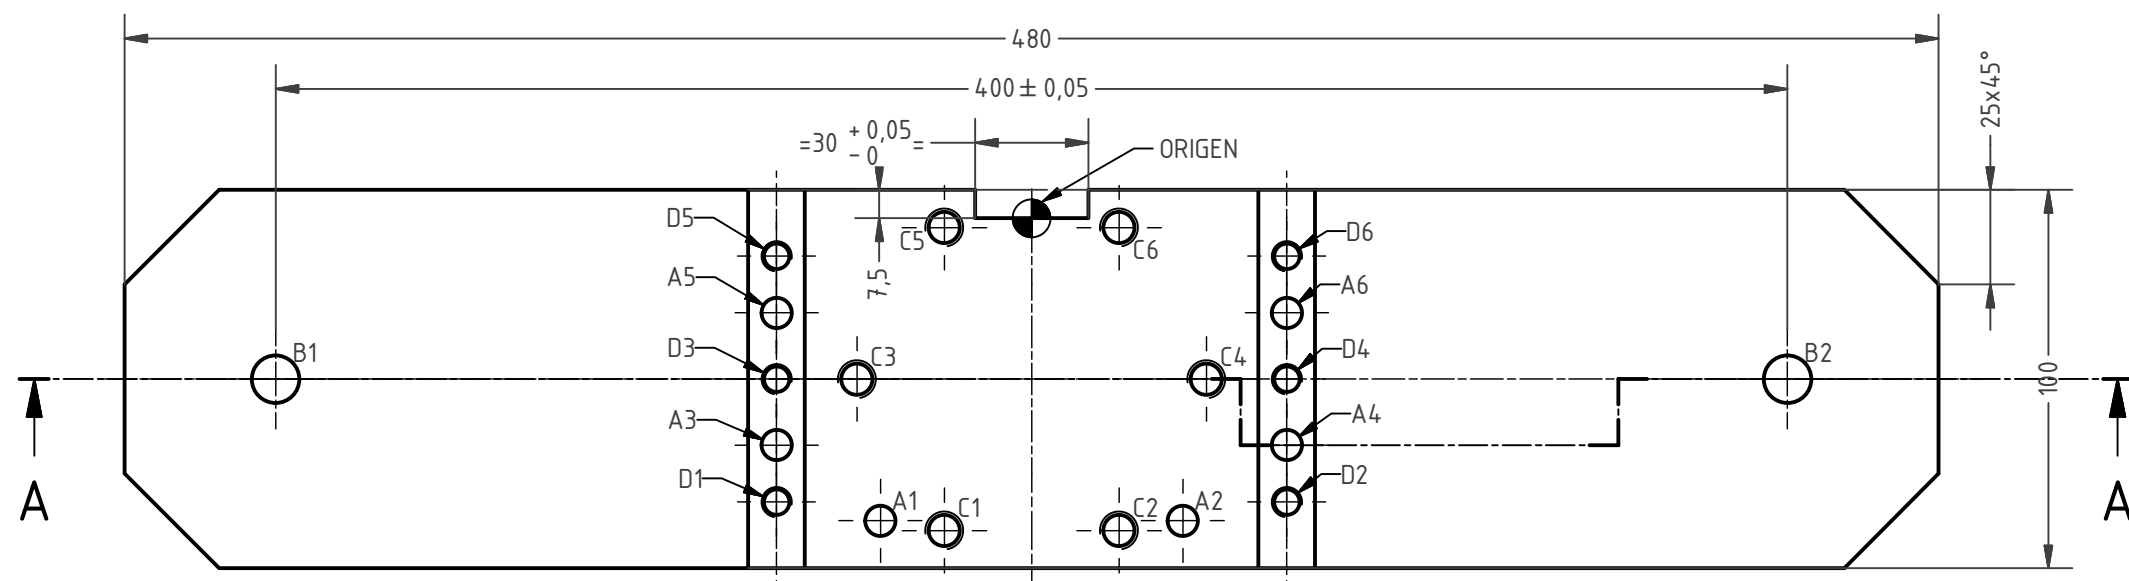 480
400 ± 0,05
25x45°
=30 + 0,05 =
- 0
ORIGEN
D5
D6
C5
C6
7,5
A5
A6
B1
D3
C3
C4
D4
B2
100
A3
A4
D1
D2
A
A1
C1
C2
A2
A